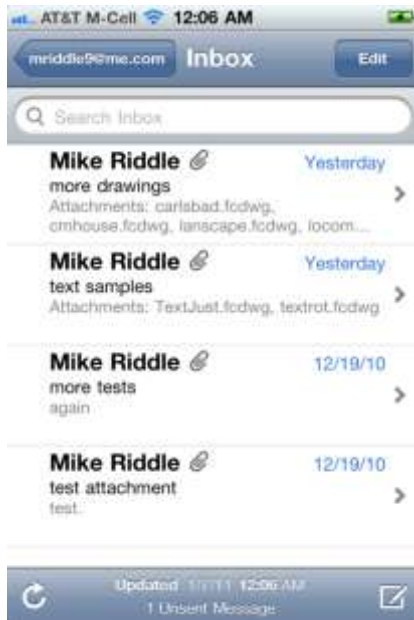 AT&T M-Cell 12:06 AM
mriddle9@me.com Inbox Edit
Search Inbox
Mike Riddle Yesterday
more drawings
Attachments: carlsbad.fcdwg,
cmhouse.fcdwg, lanscape.fcdwg, locom...
Mike Riddle Yesterday
text samples
Attachments: TextJust.fcdwg, textrot.fcdwg
Mike Riddle 12/19/10
more tests
again
Mike Riddle 12/19/10
test attachment
test.
Updated 12:06 AM
1 Unsent Message